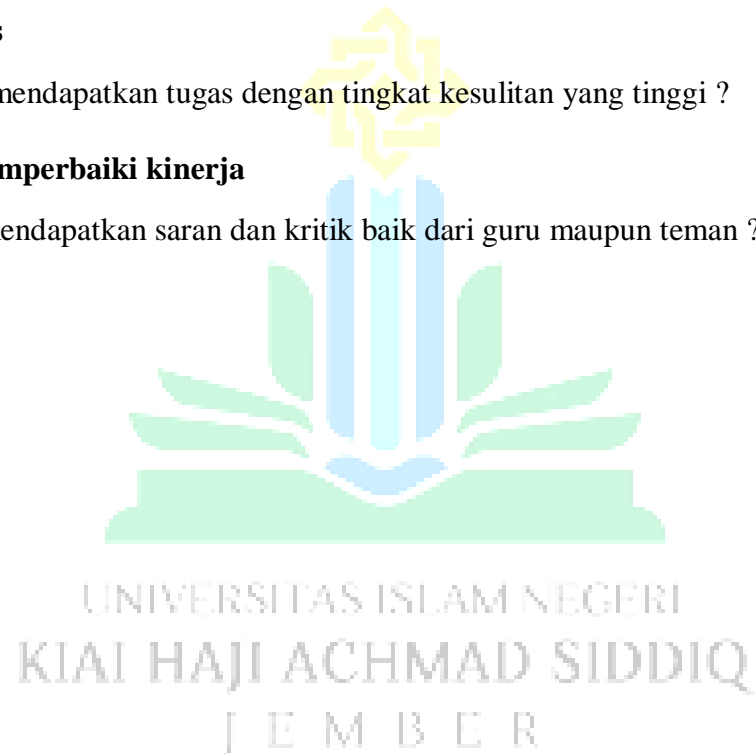 s
mendapatkan tugas dengan tingkat kesulitan yang tinggi ?
mperbaiki kinerja
endapatkan saran dan kritik baik dari guru maupun teman ?
UNIVERSITAS ISLAM NEGERI
KIAI HAJI ACHMAD SIDDIQ
JEMBER